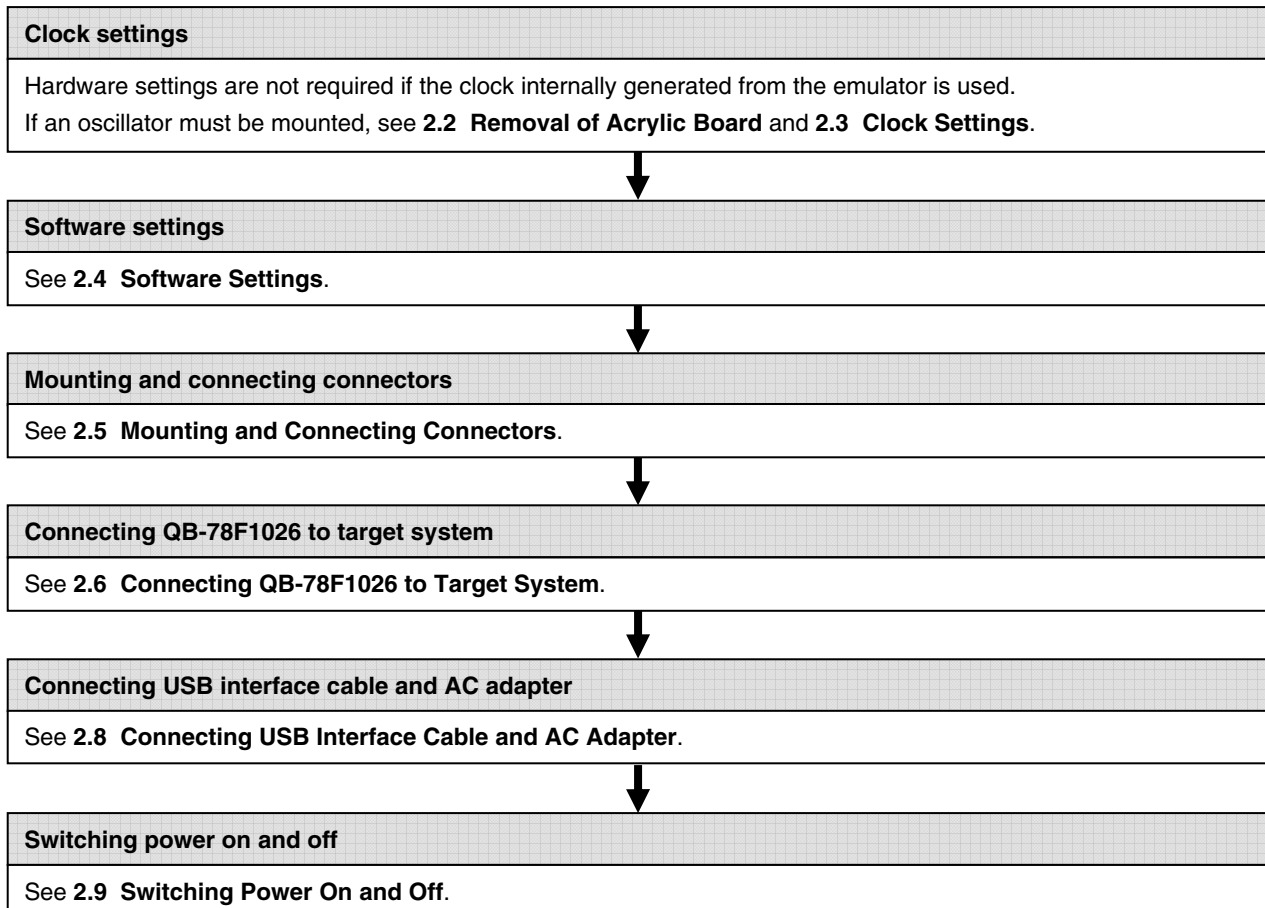 Clock settings
Hardware settings are not required if the clock internally generated from the emulator is used.
If an oscillator must be mounted, see 2.2 Removal of Acrylic Board and 2.3 Clock Settings.
Software settings
See 2.4 Software Settings.
Mounting and connecting connectors
See 2.5 Mounting and Connecting Connectors.
Connecting QB-78F1026 to target system
See 2.6 Connecting QB-78F1026 to Target System.
Connecting USB interface cable and AC adapter
See 2.8 Connecting USB Interface Cable and AC Adapter.
Switching power on and off
See 2.9 Switching Power On and Off.